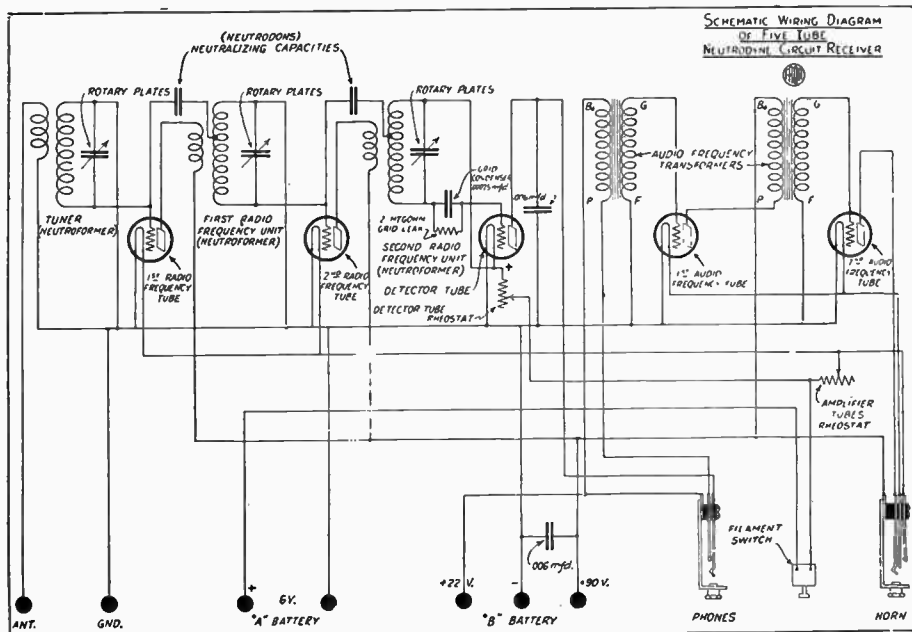 SCHEMATIC WIRING DIAGRAM
OF FIVE TUBE
NEUTRODYNE CIRCUIT RECEIVER
(NEUTRODONS)
NEUTRALIZING CAPACITIES
ROTARY PLATES
ROTARY PLATES
ROTARY PLATES
TUNER
(NEUTROFORMER)
1ST RADIO
FREQUENCY
TUBE
FIRST RADIO
FREQUENCY UNIT
(NEUTROFORMER)
2ND RADIO
FREQUENCY
TUBE
GRID
CONDENSER
2 MEGOHM
GRID LEAK
SECOND RADIO
FREQUENCY UNIT
(NEUTROFORMER)
DETECTOR TUBE
DETECTOR TUBE
RHEOSTAT
+
B+
G
P
F
AUDIO FREQUENCY
TRANSFORMERS
B+
G
P
F
1ST AUDIO
FREQUENCY TUBE
AUDIO
FREQUENCY
TUBE
AMPLIFIER
TUBES
RHEOSTAT
FILAMENT
SWITCH
.006 mfd.
+
6V.
+22 V.
-
+90V.
ANT.
GND.
"A" BATTERY
"B" BATTERY
PHONES
HORN